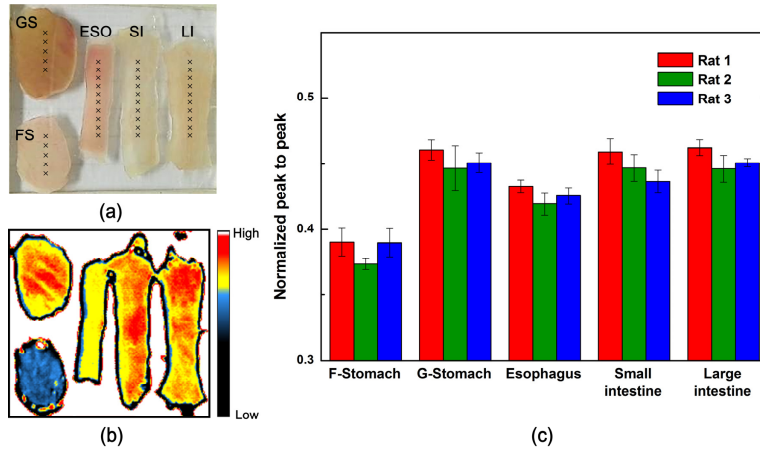 GS
ESO
SI
LI
FS
(a)
High
Low
(b)
Normalized peak to peak
0.5
0.4
0.3
Rat 1
Rat 2
Rat 3
F-Stomach
G-Stomach
Esophagus
Small
intestine
Large
intestine
(c)